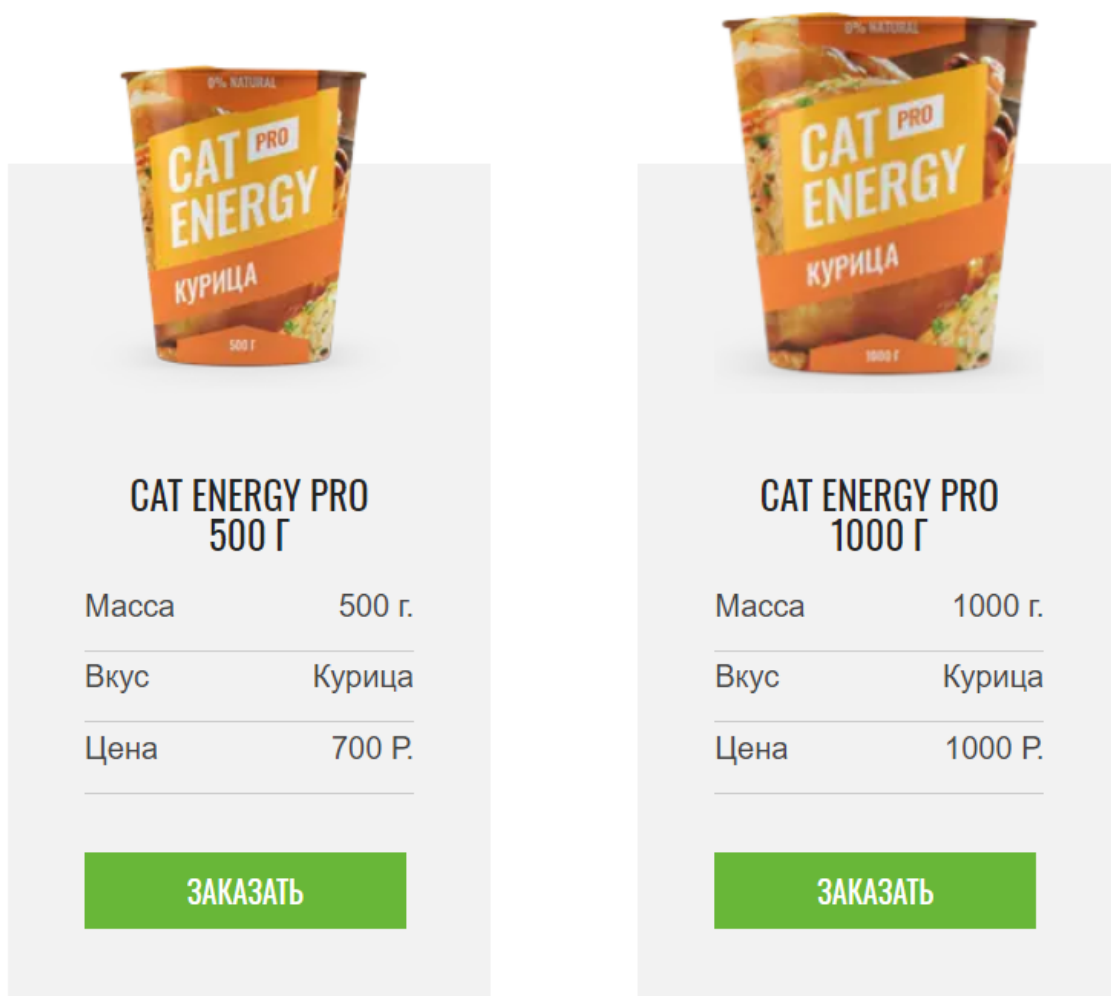 0% NATURAL
CAT PRO
ENERGY
КУРИЦА
500 Г
CAT ENERGY PRO
500 Г
Масса 500 г.
Вкус Курица
Цена 700 Р.
ЗАКАЗАТЬ
0% NATURAL
CAT PRO
ENERGY
КУРИЦА
1000 Г
CAT ENERGY PRO
1000 Г
Масса 1000 г.
Вкус Курица
Цена 1000 Р.
ЗАКАЗАТЬ